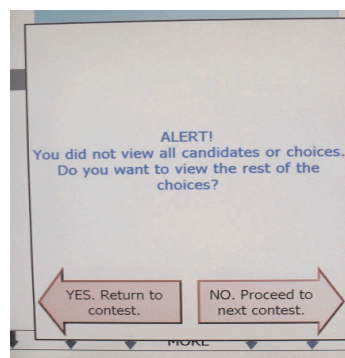 ALERT!
You did not view all candidates or choices.
Do you want to view the rest of the
choices?
YES. Return to
contest.
NO. Proceed to
next contest.
MORE